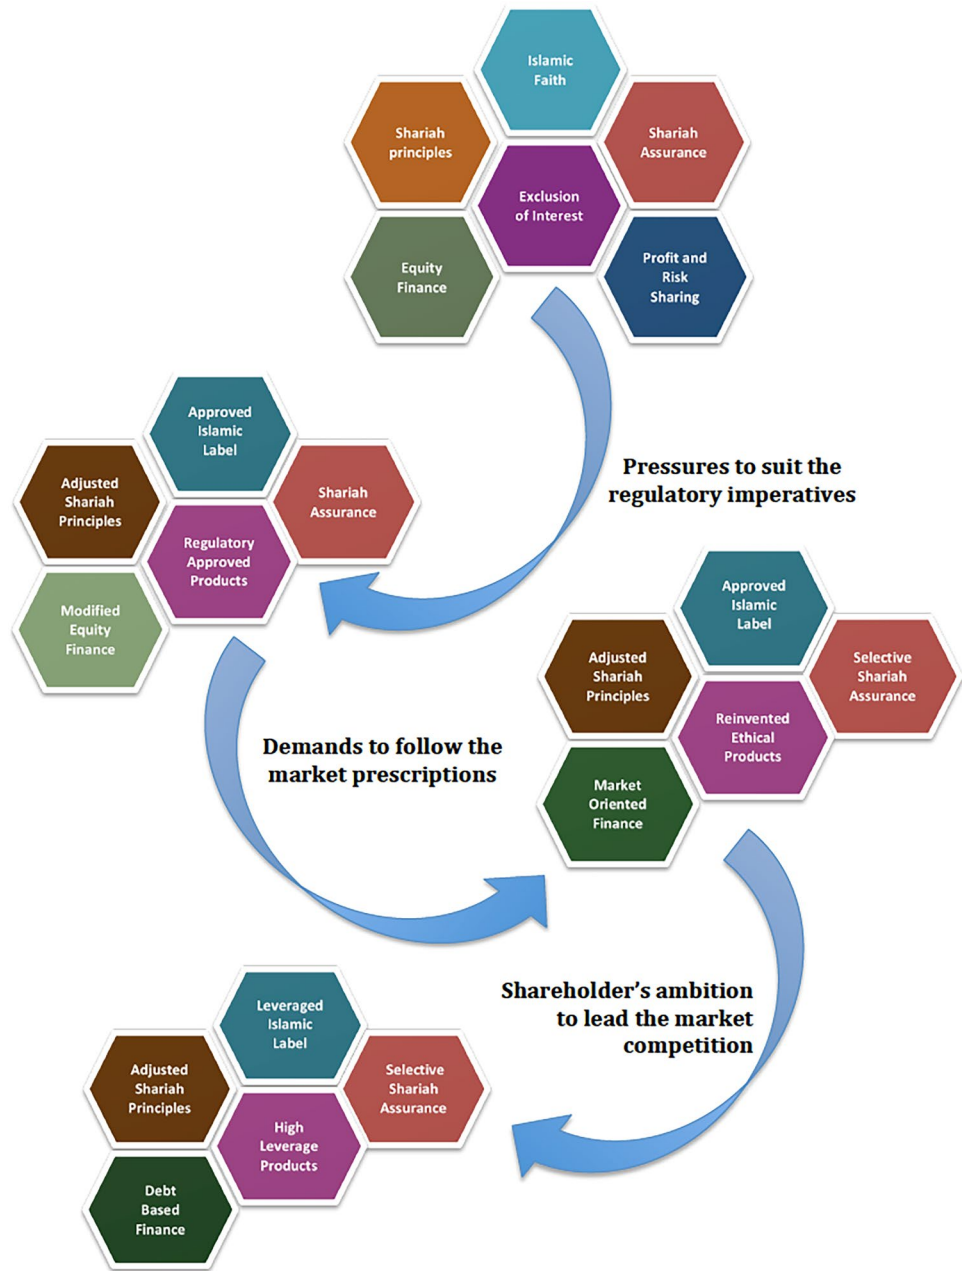 Islamic
Faith
Shariah
principles
Shariah
Assurance
Exclusion
of Interest
Equity
Finance
Profit and
Risk
Sharing
Pressures to suit the
regulatory imperatives
Approved
Islamic
Label
Adjusted
Shariah
Principles
Shariah
Assurance
Regulatory
Approved
Products
Modified
Equity
Finance
Demands to follow the
market prescriptions
Approved
Islamic
Label
Adjusted
Shariah
Principles
Selective
Shariah
Assurance
Reinvented
Ethical
Products
Market
Oriented
Finance
Shareholder’s ambition
to lead the market
competition
Leveraged
Islamic
Label
Adjusted
Shariah
Principles
Selective
Shariah
Assurance
High
Leverage
Products
Debt
Based
Finance